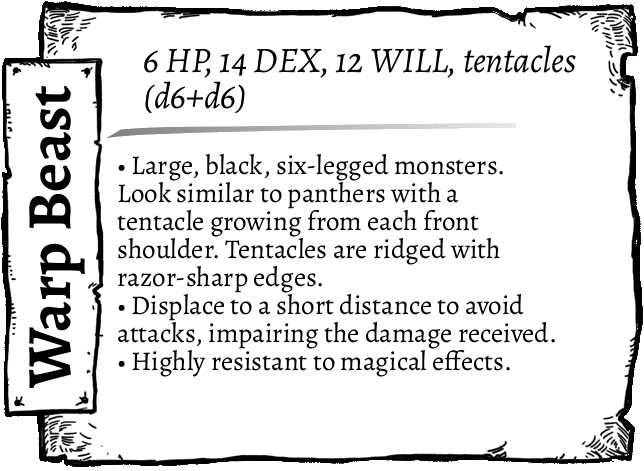 Warp Beast
6 HP, 14 DEX, 12 WILL, tentacles
(d6+d6)
• Large, black, six-legged monsters.
Look similar to panthers with a
tentacle growing from each front
shoulder. Tentacles are ridged with
razor-sharp edges.
• Displace to a short distance to avoid
attacks, impairing the damage received.
• Highly resistant to magical effects.